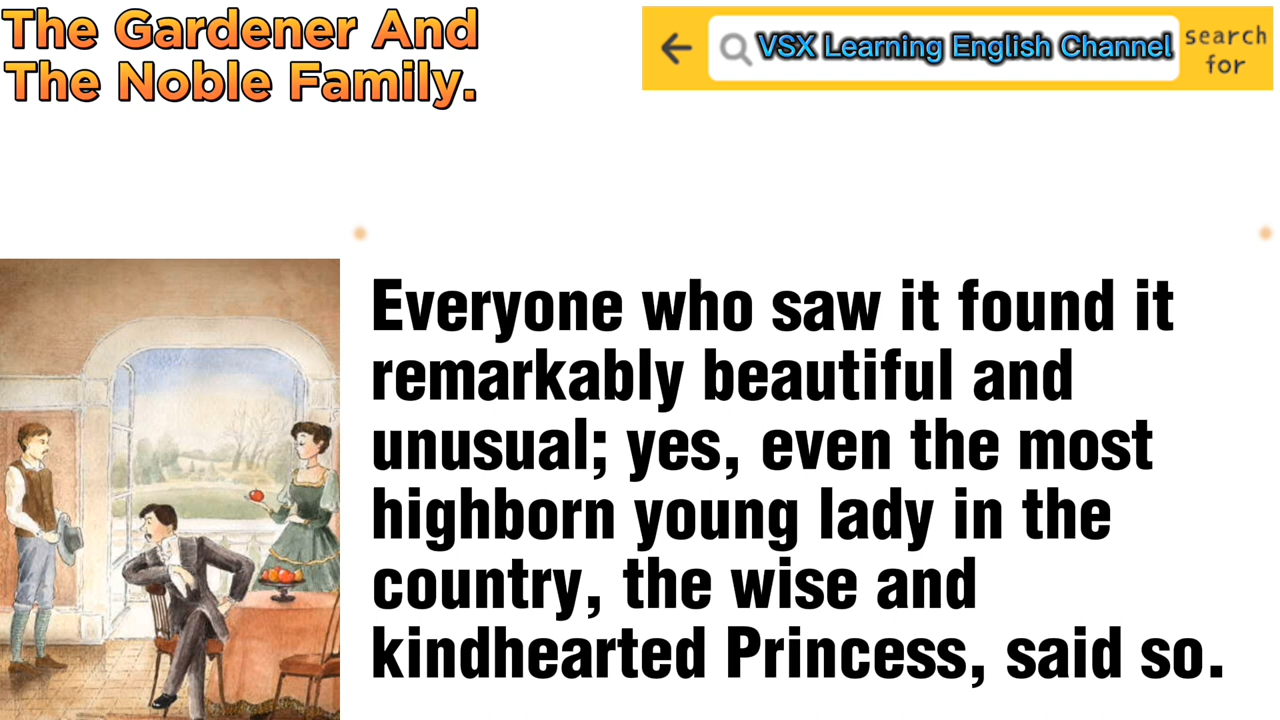 The Gardener And
The Noble Family.
VSX Learning English Channel
search
for
Everyone who saw it found it
remarkably beautiful and
unusual; yes, even the most
highborn young lady in the
country, the wise and
kindhearted Princess, said so.